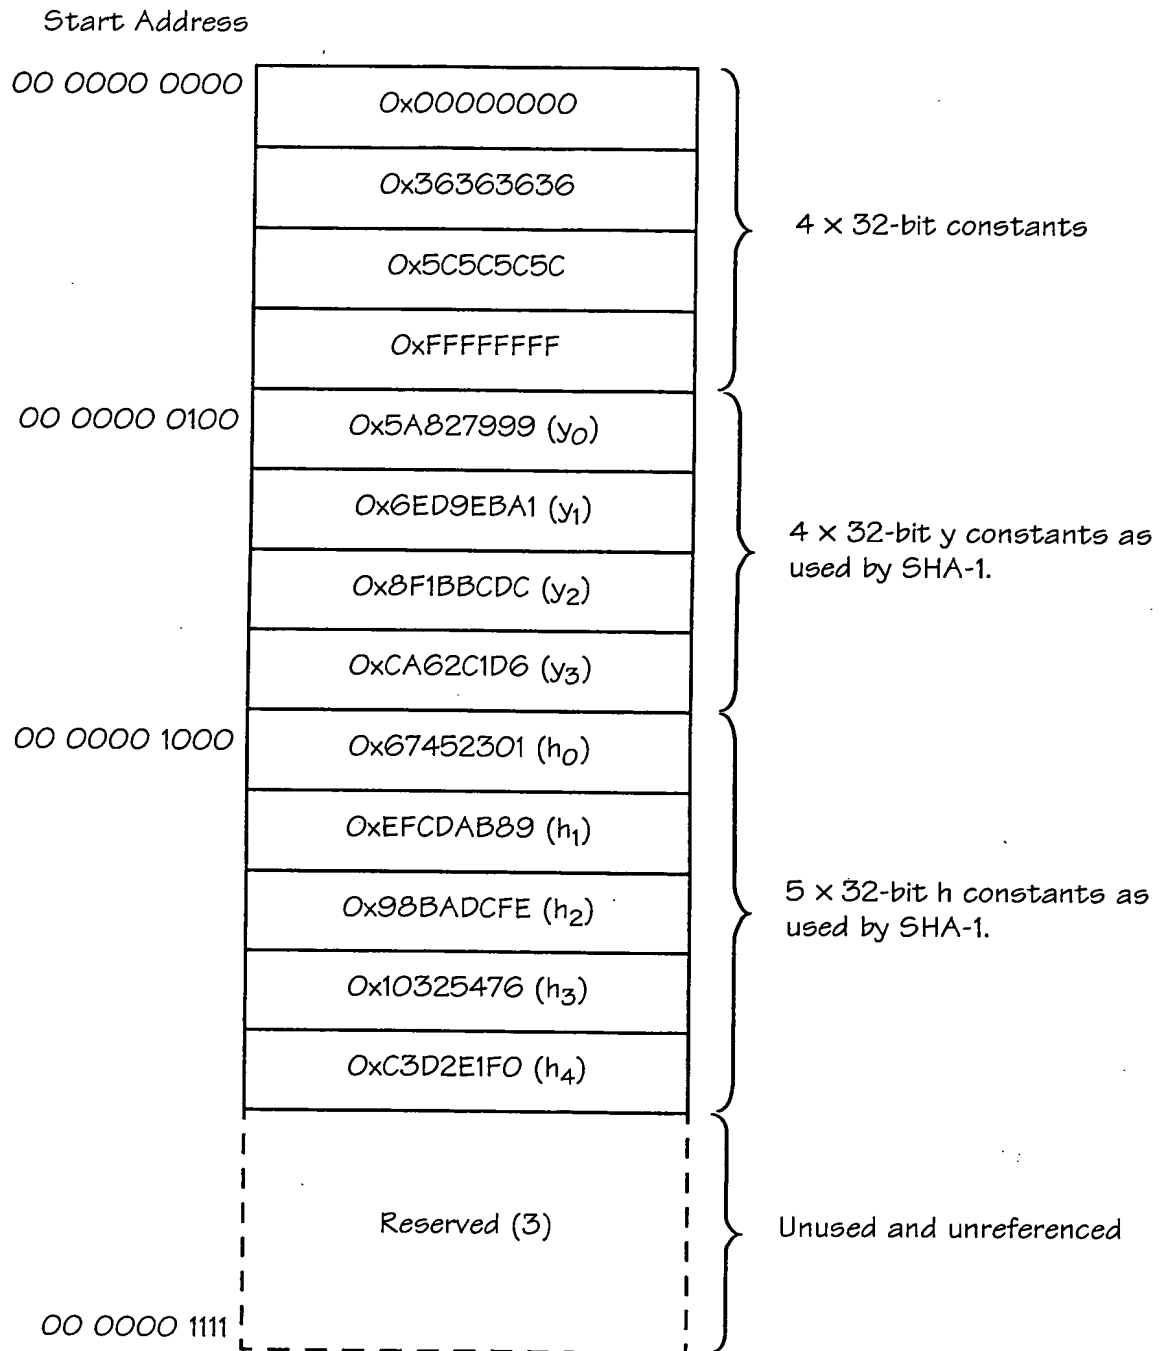 Start Address
00 0000 0000
0x00000000
0x36363636
4 x 32-bit constants
0x5C5C5C5C
0xFFFFFFFF
00 0000 0100
0x5A827999 (y0)
0x6ED9EBA1 (y1)
4 x 32-bit y constants as
used by SHA-1.
0x8F1BBCDC (y2)
0xCA62C1D6 (y3)
00 0000 1000
0x67452301 (h0)
0xEFCDAB89 (h1)
5 x 32-bit h constants as
used by SHA-1.
0x98BADCFE (h2)
0x10325476 (h3)
0xC3D2E1F0 (h4)
Reserved (3)
Unused and unreferenced
00 0000 1111